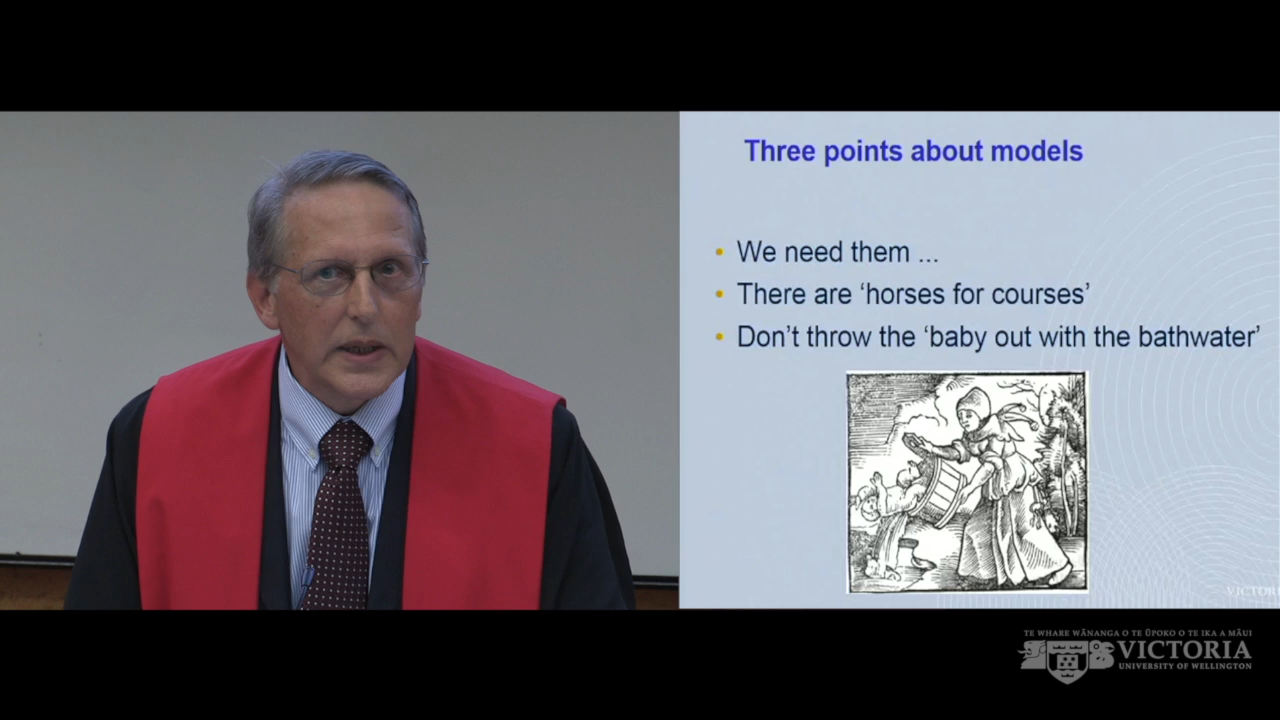 Three points about models
• We need them ...
• There are ‘horses for courses’
• Don’t throw the ‘baby out with the bathwater’
VICTOR
TE WHARE WĀNANGA O TE ŪPOKO O TE IKA A MĀUI
VICTORIA
UNIVERSITY OF WELLINGTON